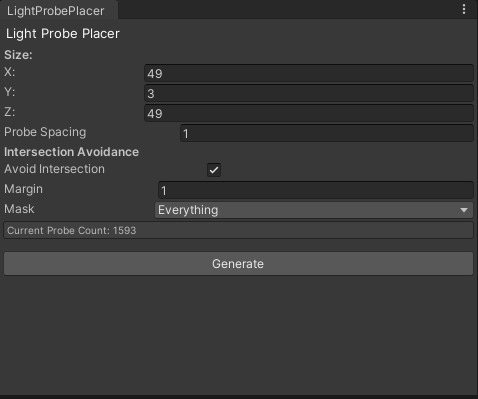 LightProbePlacer
Light Probe Placer
Size:
X: 49
Y: 3
Z: 49
Probe Spacing 1
Intersection Avoidance
Avoid Intersection
Margin 1
Mask Everything
Current Probe Count: 1593
Generate